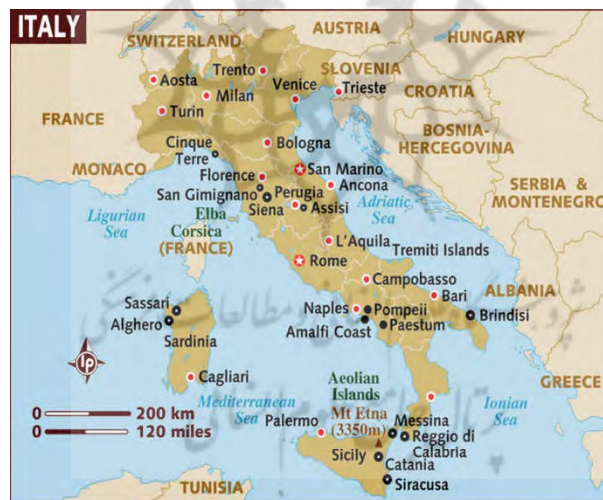 ITALY
AUSTRIA
HUNGARY
SWITZERLAND
Trento
SLOVENIA
Aosta
Milan
Venice
Trieste
CROATIA
Turin
FRANCE
BOSNIA-
HERCEGOVINA
Cinque
Terre
Bologna
MONACO
San Marino
Florence
Ancona
San Gimignano
Perugia
SERBIA &
MONTENEGRO
Siena
Assisi
Adriatic
Sea
Ligurian
Sea
Elba
Corsica
(FRANCE)
L'Aquila
Tremiti Islands
Rome
Campobasso
ALBANIA
Sassari
Bari
Naples
Pompeii
Brindisi
Alghero
Amalfi Coast
Paestum
Sardinia
GREECE
lp
Cagliari
Mediterranean
Sea
Aeolian
Islands
Ionian
Sea
0 200 km
0 120 miles
Mt Etna
(3350m)
Messina
Palermo
Reggio di
Calabria
Sicily
Catania
Siracusa
TUNISIA